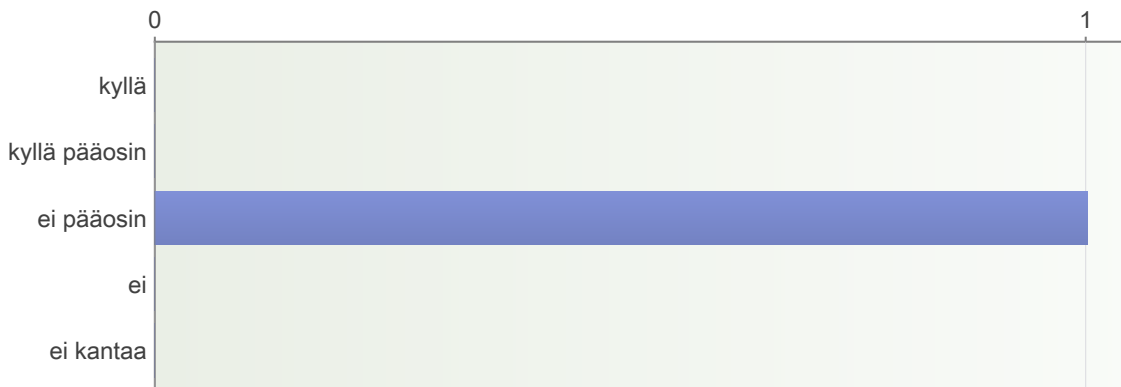 0 1
kyllä
kyllä pääosin
ei pääosin
ei
ei kantaa